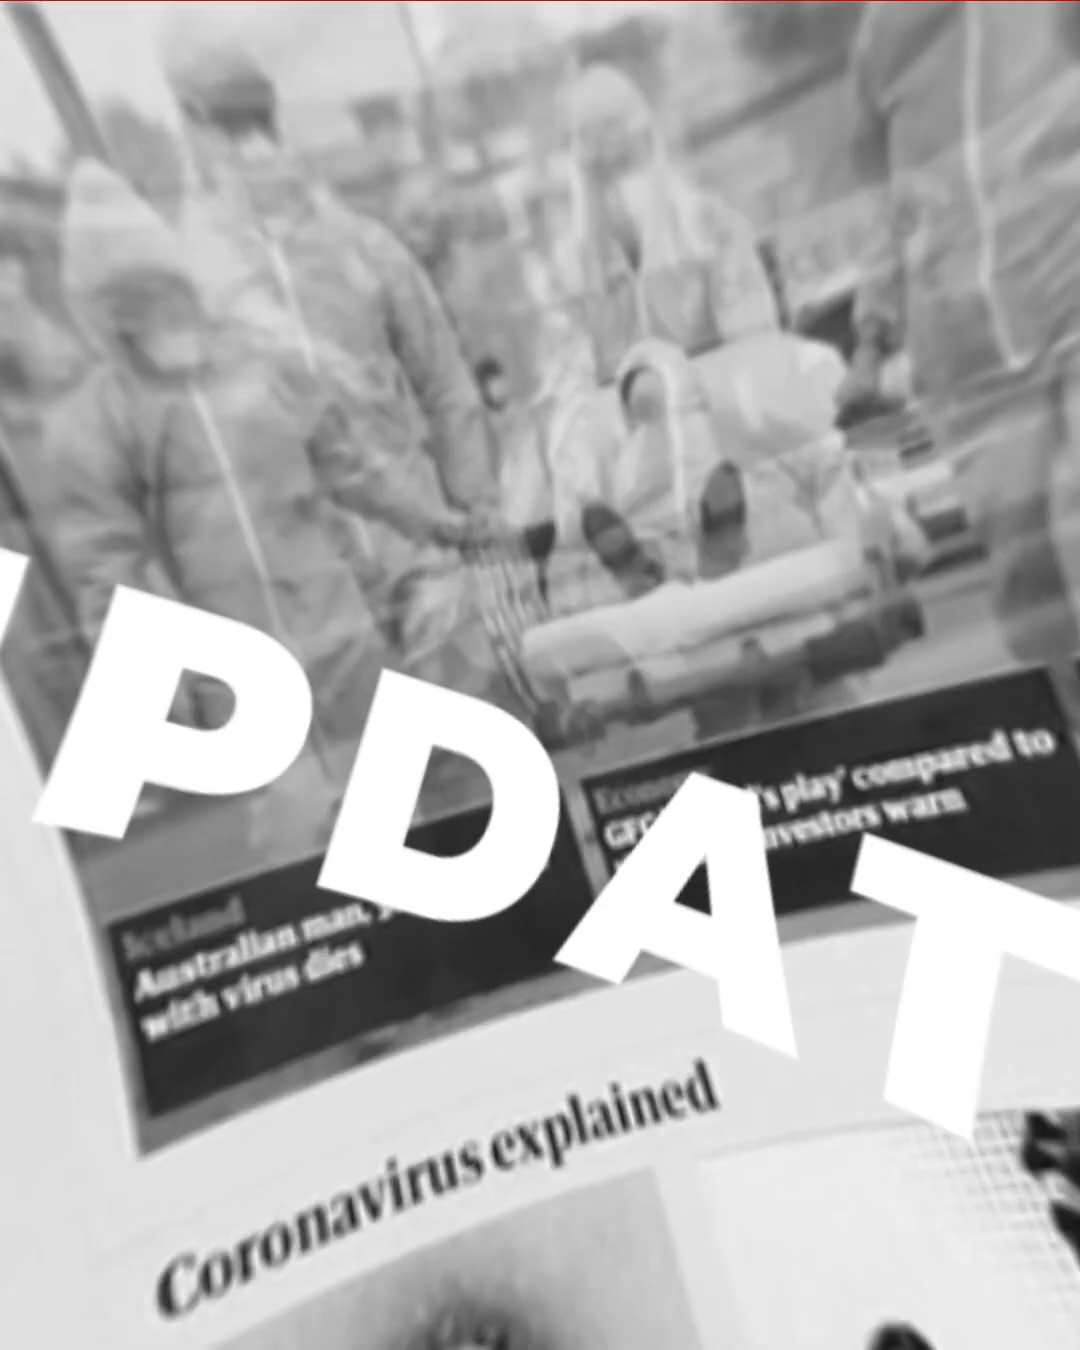 PDAT
Iceland
Australian man,
with virus dies
's play' compared to
investors warn
Coronavirus explained